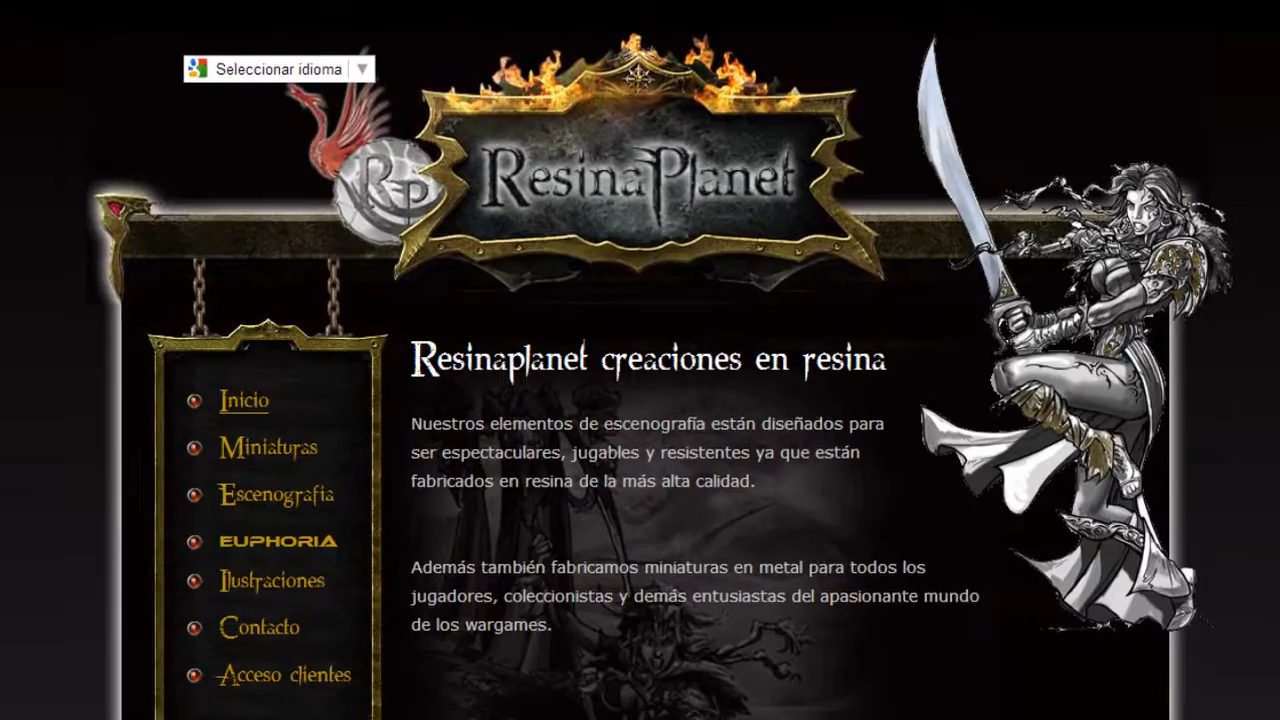 Seleccionar idioma
RP
ResinaPlanet
Resinaplanet creaciones en resina
Inicio
Miniaturas
Escenografía
EUPHORIA
Ilustraciones
Contacto
Acceso clientes
Nuestros elementos de escenografía están diseñados para
ser espectaculares, jugables y resistentes ya que están
fabricados en resina de la más alta calidad.
Además también fabricamos miniaturas en metal para todos los
jugadores, coleccionistas y demás entusiastas del apasionante mundo
de los wargames.